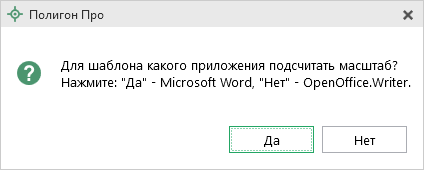 Полигон Про
Для шаблона какого приложения подсчитать масштаб?
Нажмите: "Да" - Microsoft Word, "Нет" - OpenOffice.Writer.
Да
Нет